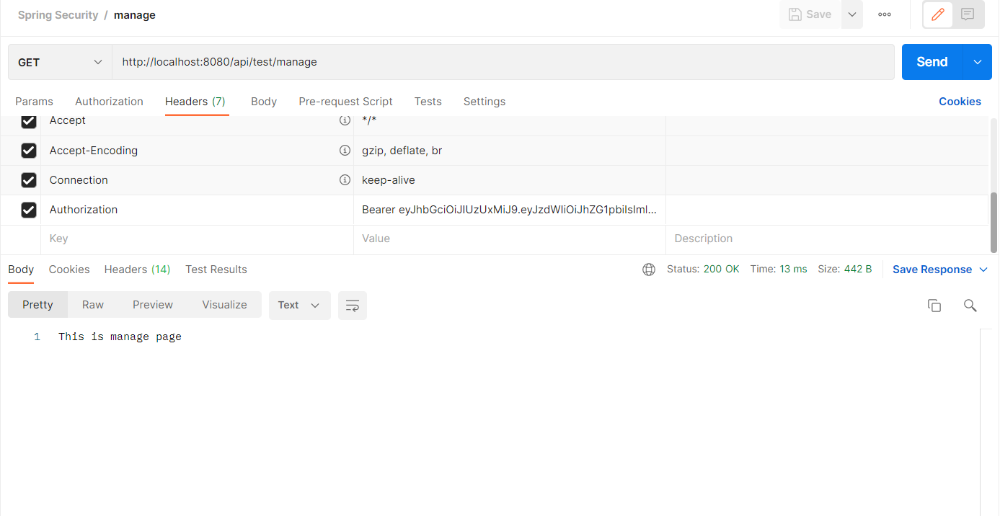 Spring Security / manage
Save
GET
http://localhost:8080/api/test/manage
Send
Params Authorization Headers (7) Body Pre-request Script Tests Settings Cookies
Accept */*
Accept-Encoding gzip, deflate, br
Connection keep-alive
Authorization Bearer eyJhbGciOiJIUzUxMiJ9.eyJzdWIiOiJhZG1pbiIsIml...
Key Value Description
Body Cookies Headers (14) Test Results Status: 200 OK Time: 13 ms Size: 442 B Save Response
Pretty Raw Preview Visualize Text
1 This is manage page